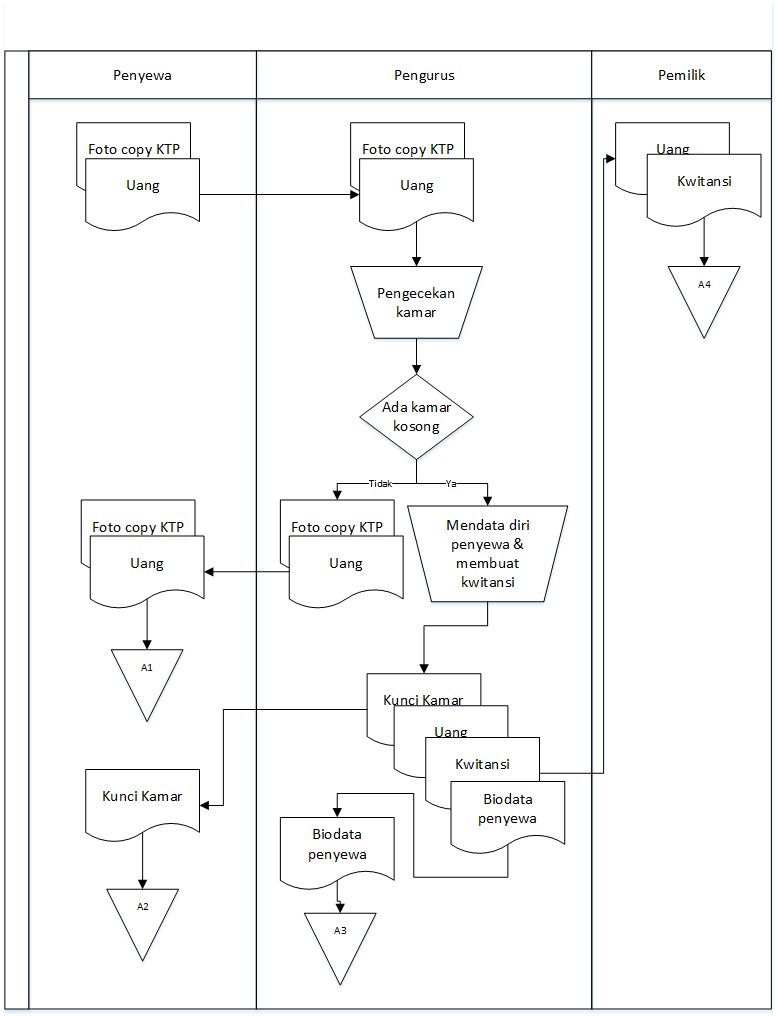 Penyewa
Pengurus
Pemilik
Foto copy KTP
Uang
Foto copy KTP
Uang
Uang
Kwitansi
A4
Pengecekan
kamar
Ada kamar
kosong
Tidak
Ya
Foto copy KTP
Uang
Foto copy KTP
Uang
Mendata diri
penyewa &
membuat
kwitansi
A1
Kunci Kamar
Uang
Kwitansi
Biodata
penyewa
Kunci Kamar
Biodata
penyewa
A2
A3